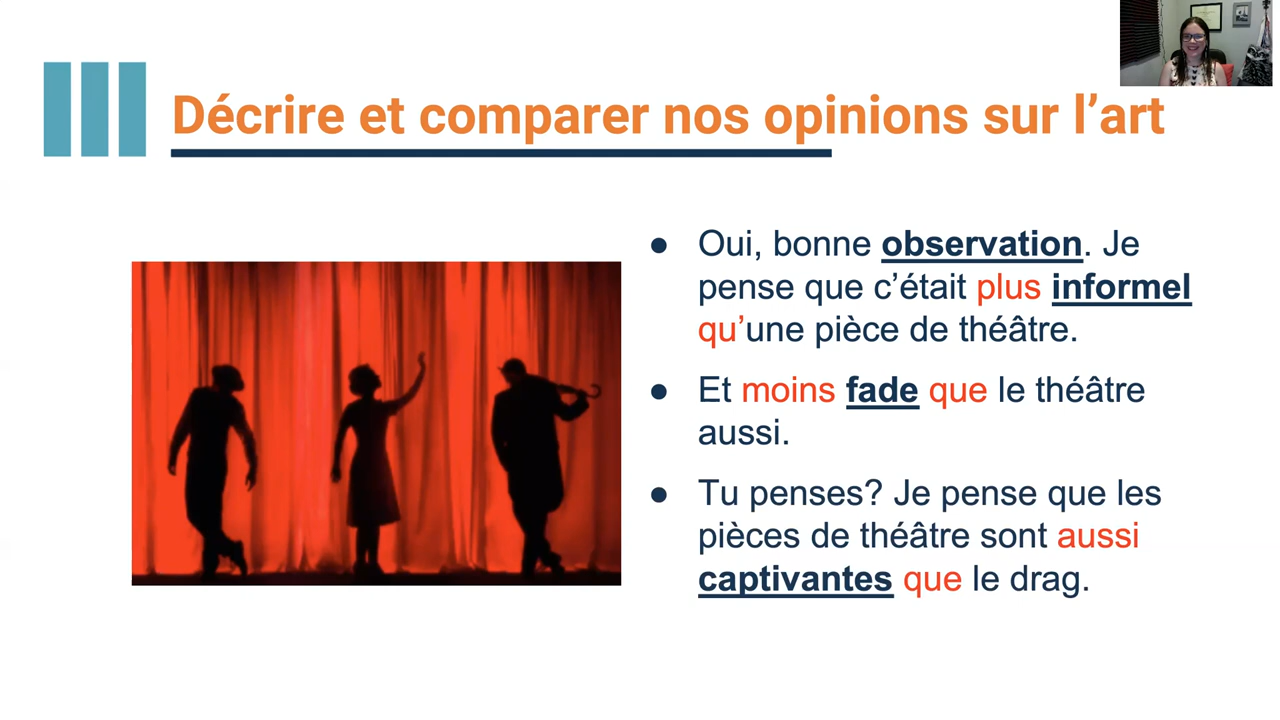 Décrire et comparer nos opinions sur l’art
● Oui, bonne observation. Je
pense que c’était plus informel
qu’une pièce de théâtre.
● Et moins fade que le théâtre
aussi.
● Tu penses? Je pense que les
pièces de théâtre sont aussi
captivantes que le drag.